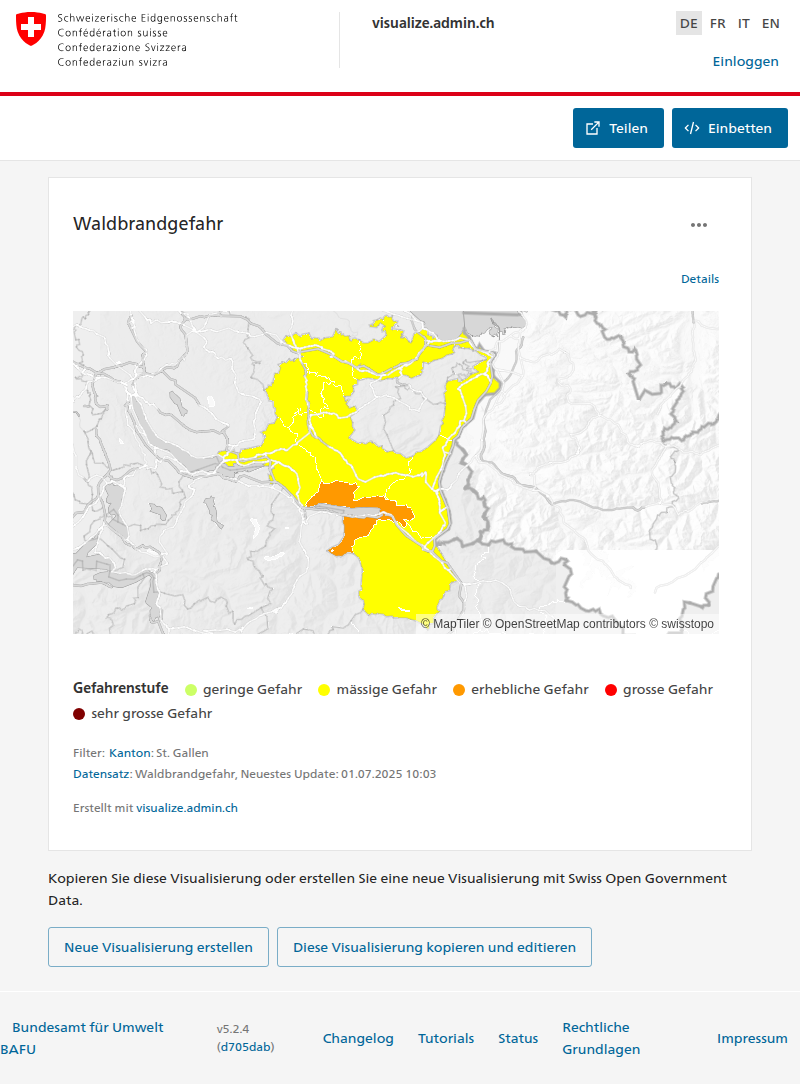 Schweizerische Eidgenossenschaft
Confédération suisse
Confederazione Svizzera
Confederaziun svizra
visualize.admin.ch
DE FR IT EN
Einloggen
Teilen
Einbetten
Waldbrandgefahr
Details
© MapTiler © OpenStreetMap contributors © swisstopo
Gefahrenstufe geringe Gefahr mässige Gefahr erhebliche Gefahr grosse Gefahr
sehr grosse Gefahr
Filter: Kanton: St. Gallen
Datensatz: Waldbrandgefahr, Neuestes Update: 01.07.2025 10:03
Erstellt mit visualize.admin.ch
Kopieren Sie diese Visualisierung oder erstellen Sie eine neue Visualisierung mit Swiss Open Government
Data.
Neue Visualisierung erstellen
Diese Visualisierung kopieren und editieren
Bundesamt für Umwelt
BAFU
v5.2.4
(d705dab)
Changelog
Tutorials
Status
Rechtliche
Grundlagen
Impressum